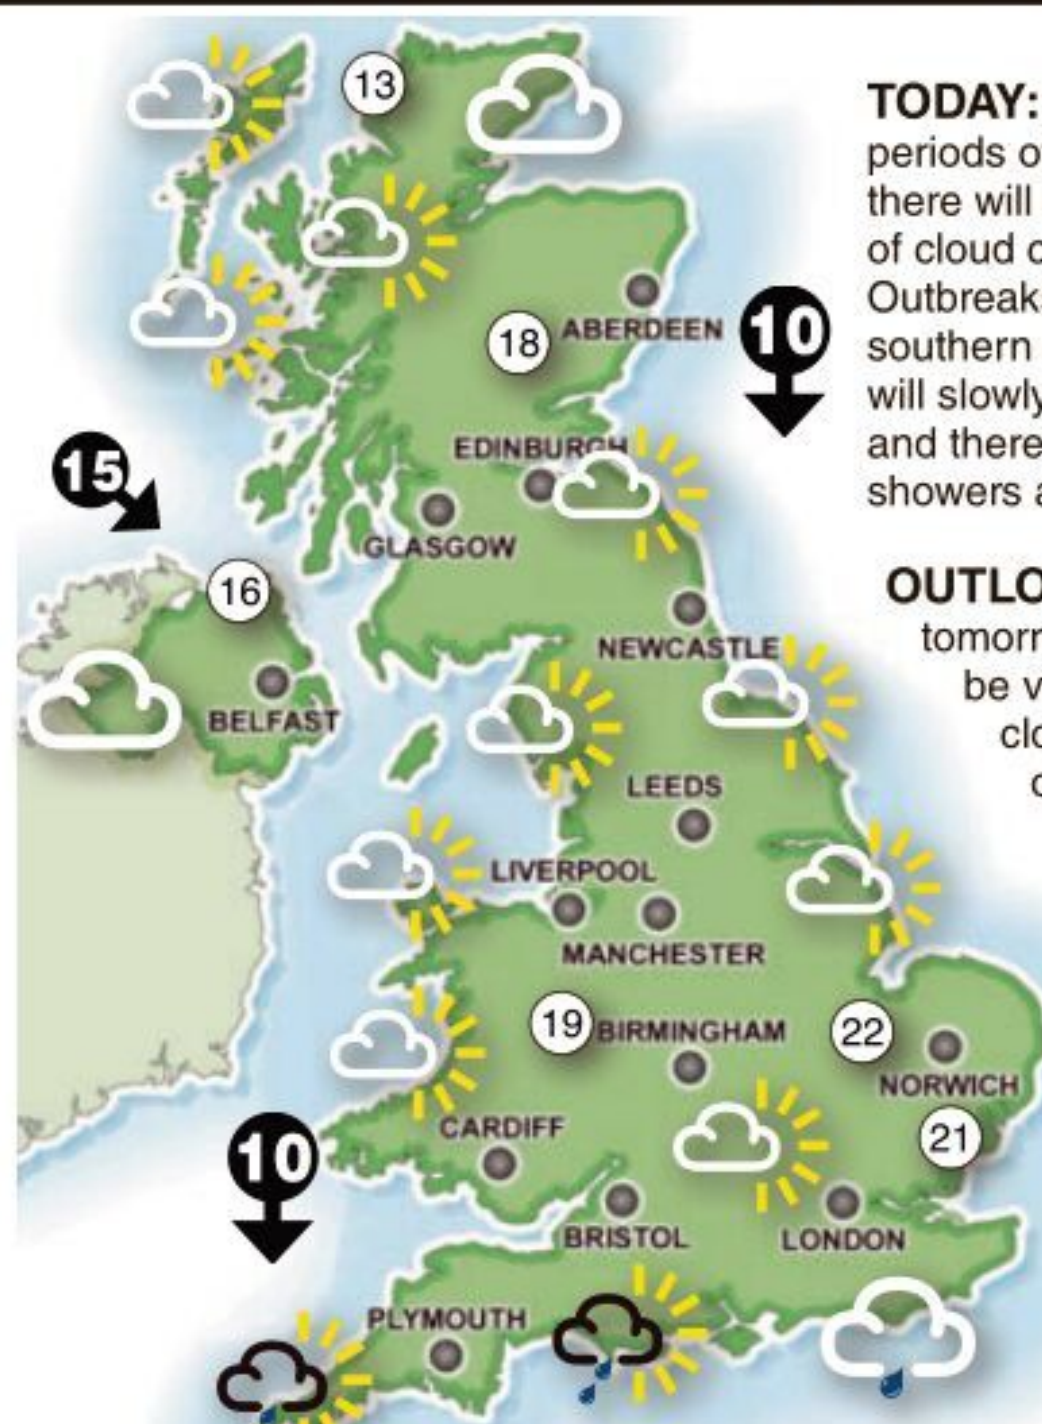 13
TODAY:
periods o
there will
of cloud o
Outbreak
southern
will slowly
and there
showers a
18
ABERDEEN
10
EDINBURGH
15
GLASGOW
16
OUTLO
tomorr
be v
clo
NEWCASTLE
BELFAST
LEEDS
LIVERPOOL
MANCHESTER
19
BIRMINGHAM
22
NORWICH
CARDIFF
21
10
BRISTOL
LONDON
PLYMOUTH